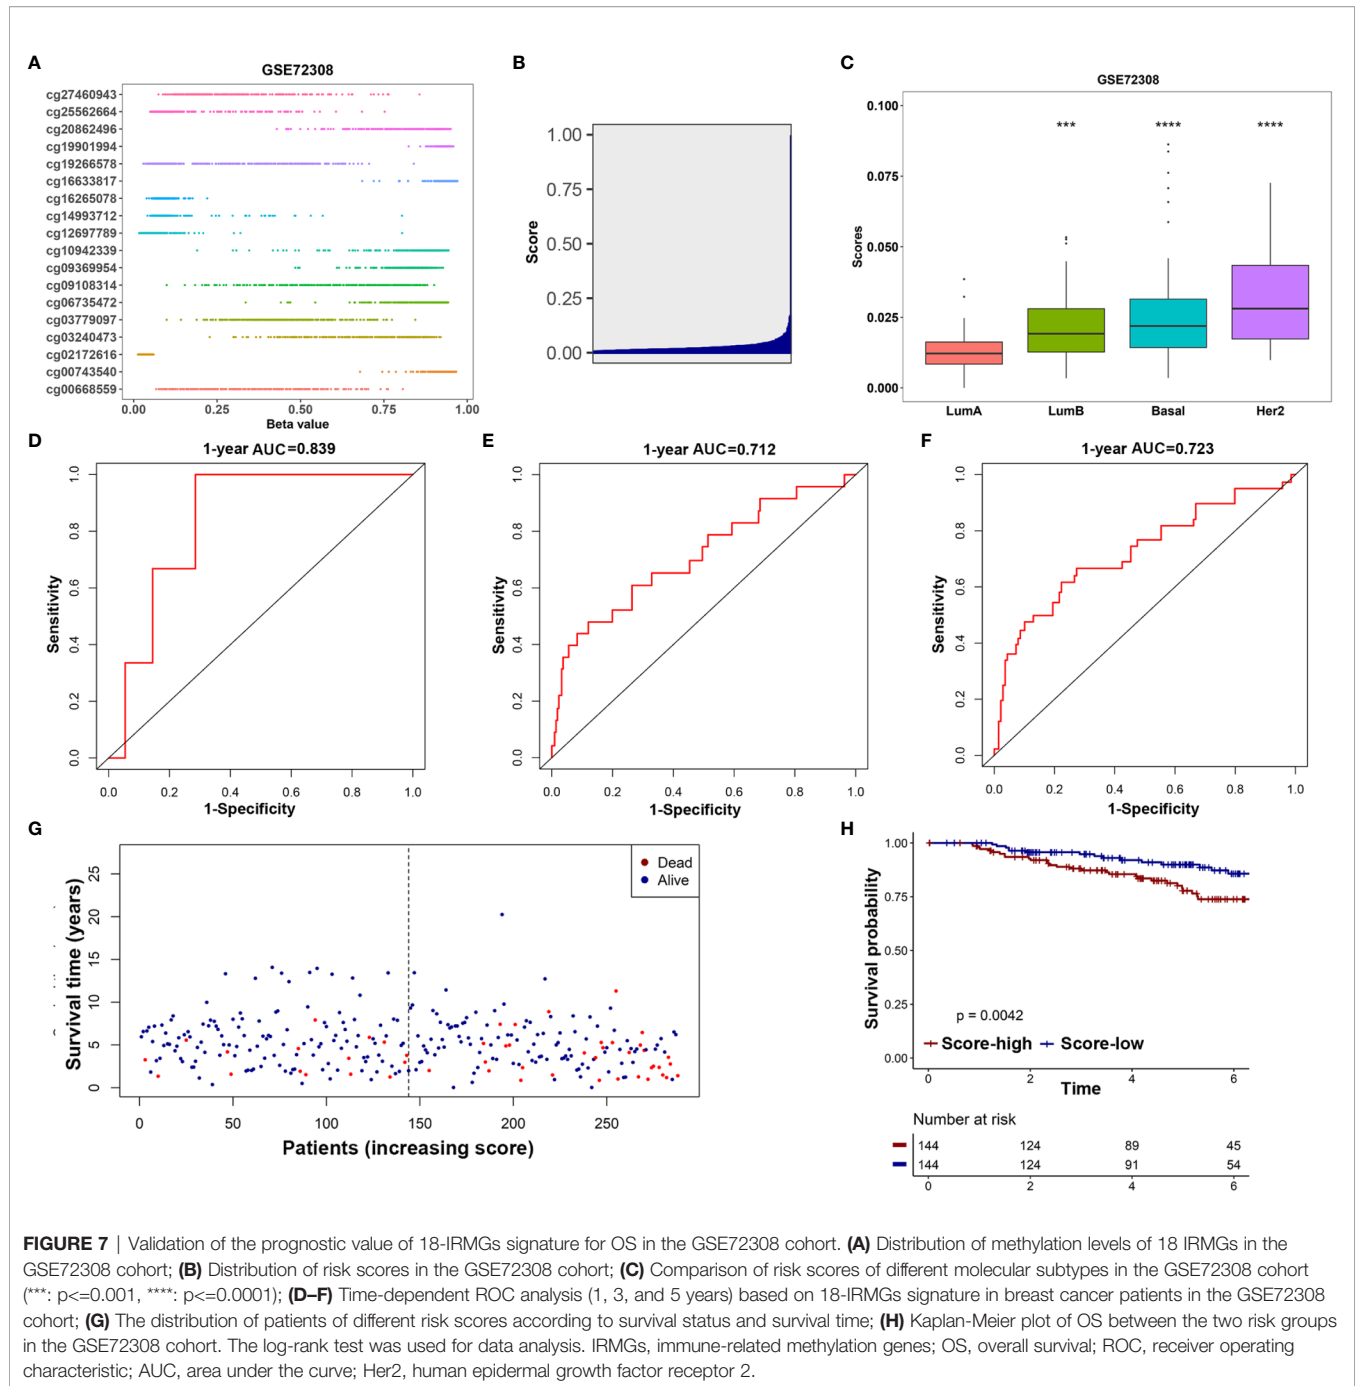 A
GSE72308
cg27460943
cg25562664
cg20862496
cg19901994
cg19266578
cg16633817
cg16265078
cg14993712
cg12697789
cg10942339
cg09369954
cg09108314
cg06735472
cg03779097
cg03240473
cg02172616
cg00743540
cg00668559
0.00 0.25 0.50 0.75 1.00
Beta value
B
Score
1.00
0.75
0.50
0.25
0.00
C
GSE72308
Scores
0.100
0.075
0.050
0.025
0.000
*** **** ****
LumA LumB Basal Her2
D
1-year AUC=0.839
Sensitivity
1.0
0.8
0.6
0.4
0.2
0.0
0.0 0.2 0.4 0.6 0.8 1.0
1-Specificity
E
1-year AUC=0.712
Sensitivity
1.0
0.8
0.6
0.4
0.2
0.0
0.0 0.2 0.4 0.6 0.8 1.0
1-Specificity
F
1-year AUC=0.723
Sensitivity
1.0
0.8
0.6
0.4
0.2
0.0
0.0 0.2 0.4 0.6 0.8 1.0
1-Specificity
G
Survival time (years)
25
20
15
10
5
0
Dead
Alive
0 50 100 150 200 250
Patients (increasing score)
H
Survival probability
1.00
0.75
0.50
0.25
0.00
p = 0.0042
Score-high Score-low
0 2 4 6
Time
Number at risk
144 124 89 45
144 124 91 54
0 2 4 6
FIGURE 7 | Validation of the prognostic value of 18-IRMGs signature for OS in the GSE72308 cohort. (A) Distribution of methylation levels of 18 IRMGs in the
GSE72308 cohort; (B) Distribution of risk scores in the GSE72308 cohort; (C) Comparison of risk scores of different molecular subtypes in the GSE72308 cohort
(***: p<=0.001, ****: p<=0.0001); (D–F) Time-dependent ROC analysis (1, 3, and 5 years) based on 18-IRMGs signature in breast cancer patients in the GSE72308
cohort; (G) The distribution of patients of different risk scores according to survival status and survival time; (H) Kaplan-Meier plot of OS between the two risk groups
in the GSE72308 cohort. The log-rank test was used for data analysis. IRMGs, immune-related methylation genes; OS, overall survival; ROC, receiver operating
characteristic; AUC, area under the curve; Her2, human epidermal growth factor receptor 2.